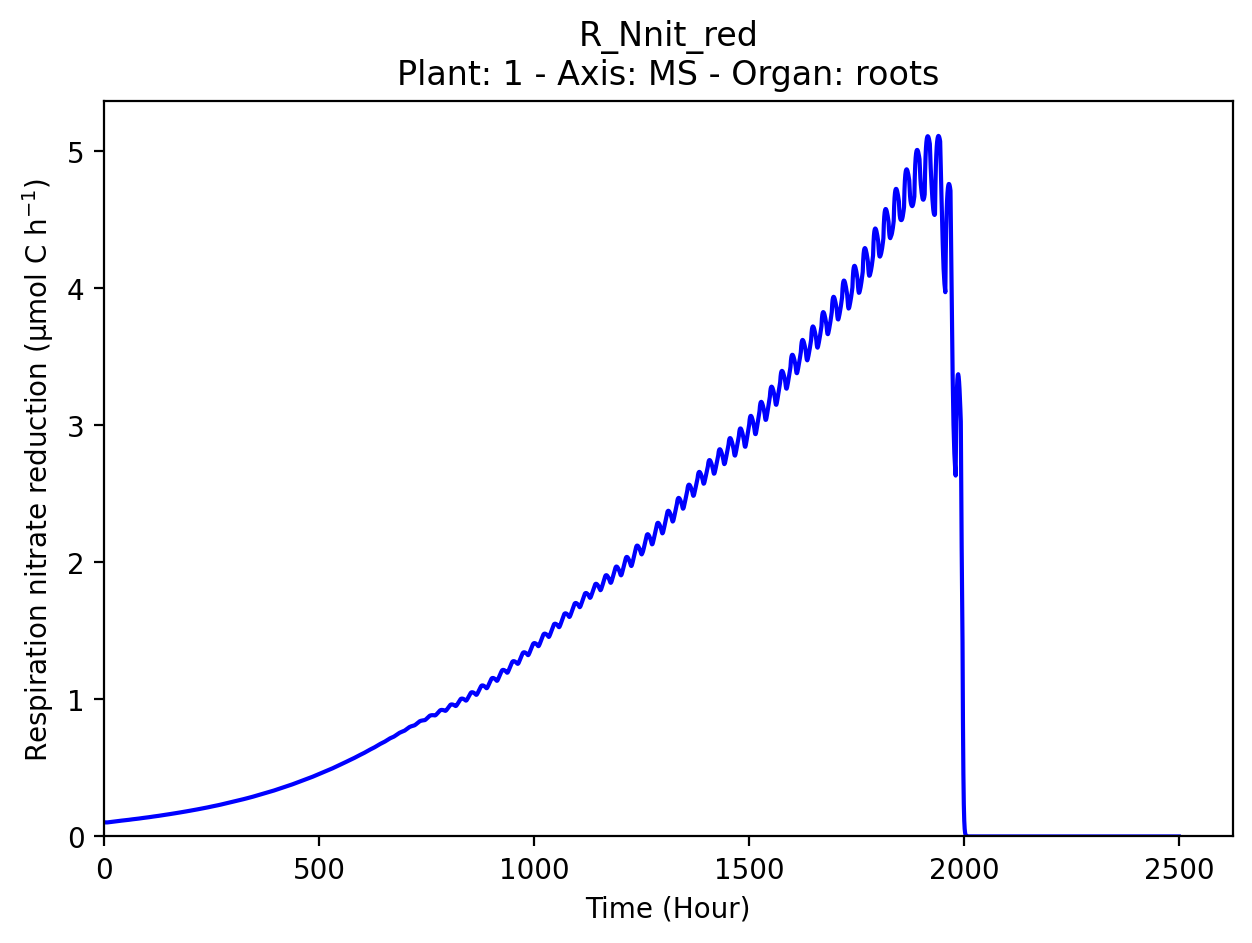 R_Nnit_red
Plant: 1 - Axis: MS - Organ: roots
Respiration nitrate reduction (µmol C h⁻¹)
5
4
3
2
1
0
0 500 1000 1500 2000 2500
Time (Hour)